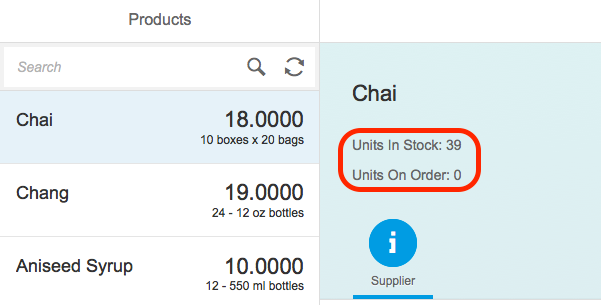 Products
Search
Chai
18.0000
10 boxes x 20 bags
Chang
19.0000
24 - 12 oz bottles
Aniseed Syrup
10.0000
12 - 550 ml bottles
Chai
Units In Stock: 39
Units On Order: 0
i
Supplier